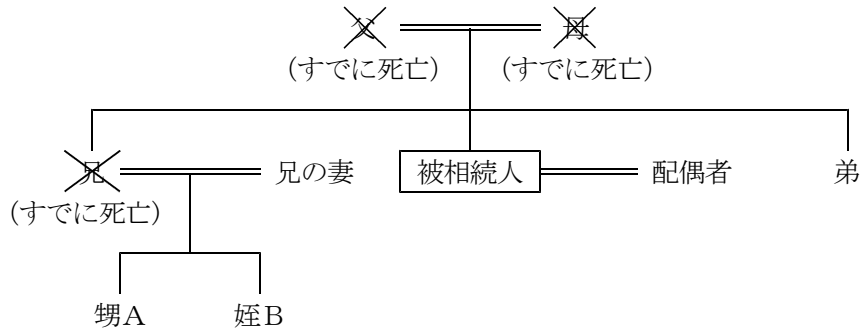 父 母
（すでに死亡） （すでに死亡）
兄 兄の妻 被相続人 配偶者 弟
（すでに死亡）
甥A 姪B